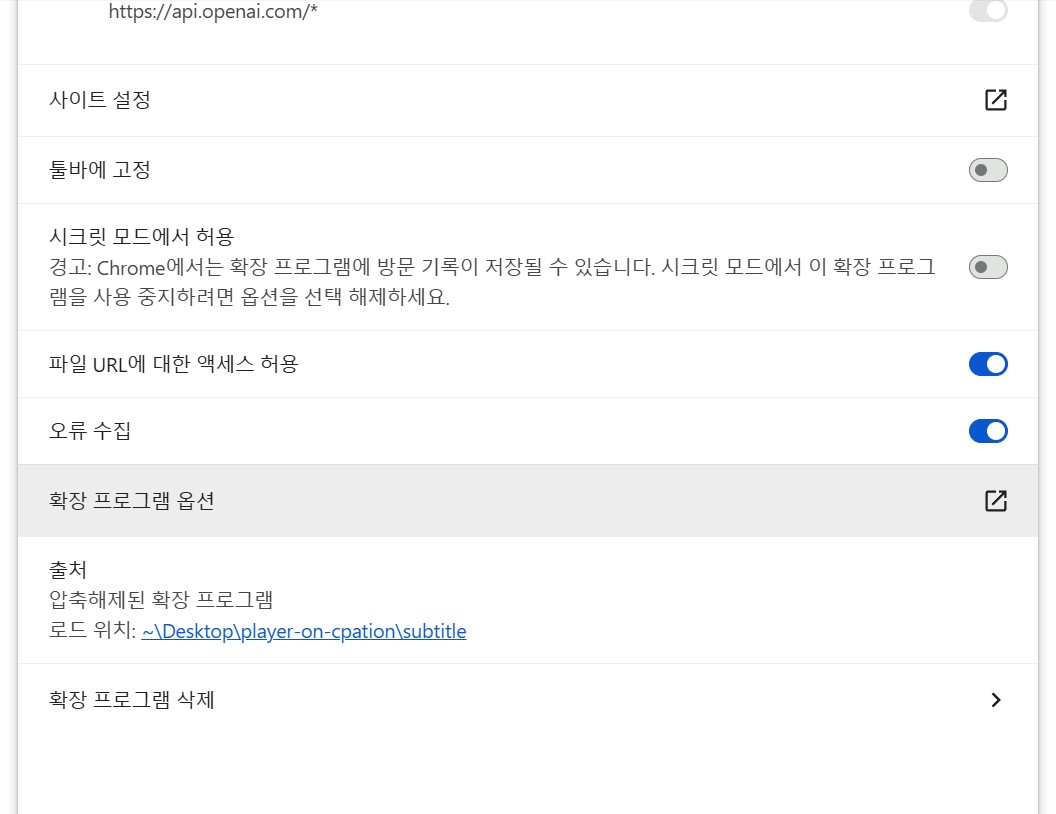 https://api.openai.com/*
사이트 설정
툴바에 고정
시크릿 모드에서 허용
경고: Chrome에서는 확장 프로그램에 방문 기록이 저장될 수 있습니다. 시크릿 모드에서 이 확장 프로그
램을 사용 중지하려면 옵션을 선택 해제하세요.
파일 URL에 대한 액세스 허용
오류 수집
확장 프로그램 옵션
출처
압축해제된 확장 프로그램
로드 위치: ~\Desktop\player-on-cpation\subtitle
확장 프로그램 삭제